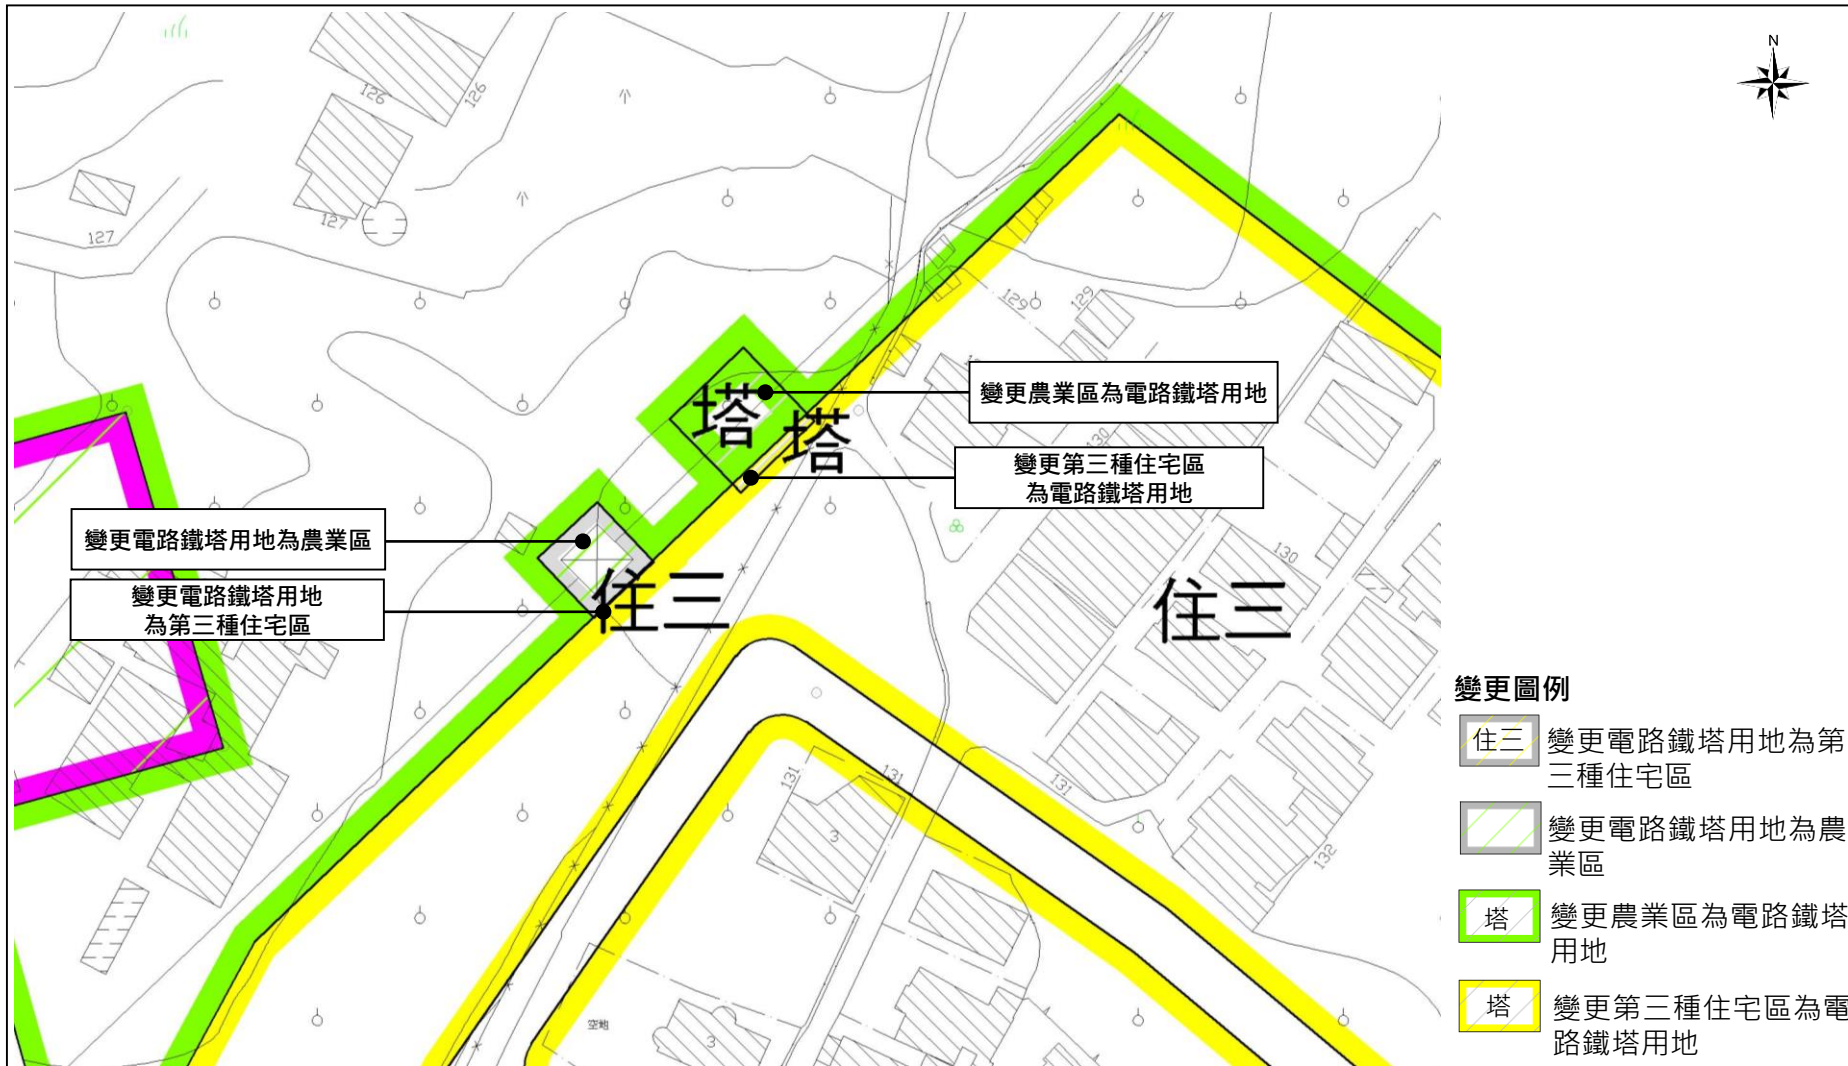 N
126
126
127
127
129
129
變更農業區為電路鐵塔用地
塔
塔
130
變更第三種住宅區
為電路鐵塔用地
變更電路鐵塔用地為農業區
變更電路鐵塔用地
為第三種住宅區
住三
住三
130
變更圖例
住三 變更電路鐵塔用地為第
三種住宅區
變更電路鐵塔用地為農
業區
塔 變更農業區為電路鐵塔
用地
塔 變更第三種住宅區為電
路鐵塔用地
131
131
131
132
3
空地
3